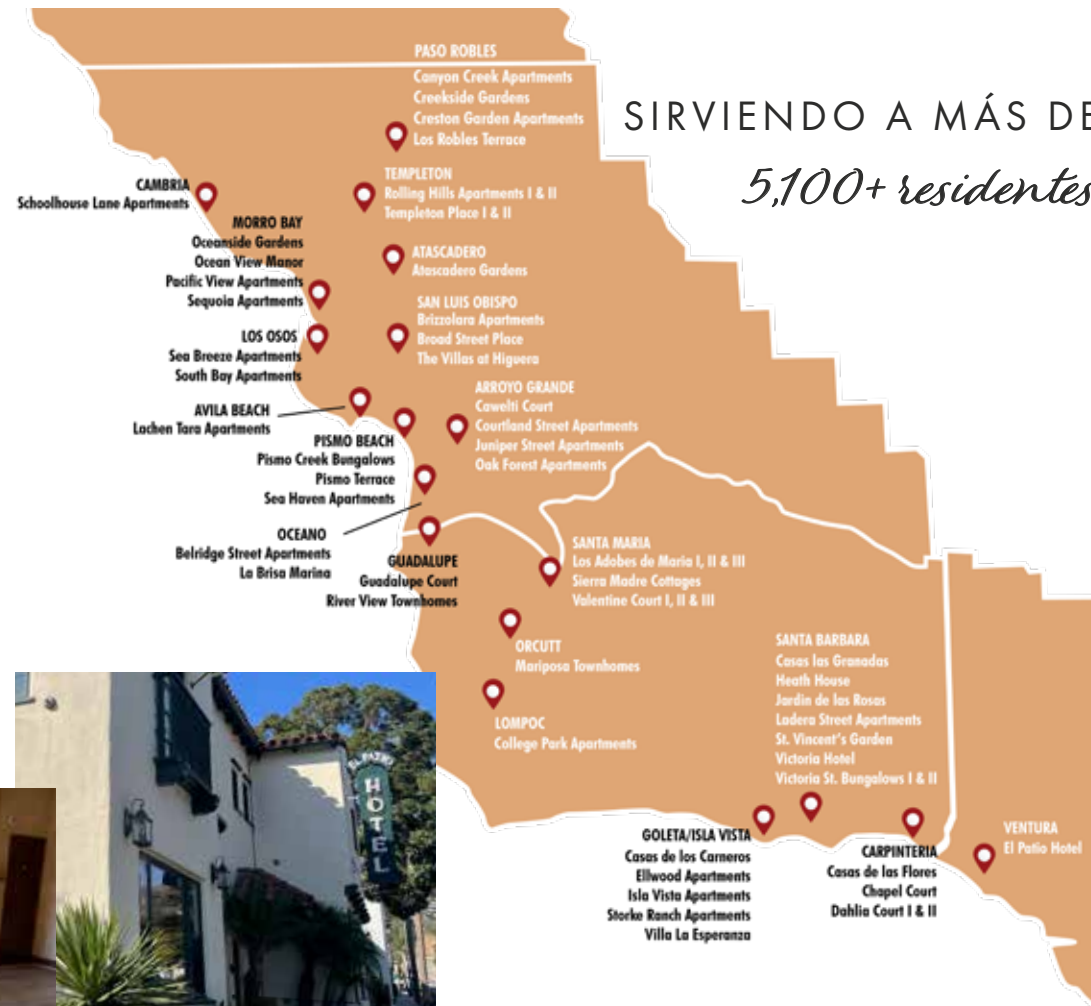 SIRVIENDO A MÁS DE
5,100+ residentes
PASO ROBLES
Canyon Creek Apartments
Creekside Gardens
Creston Garden Apartments
Los Robles Terrace
CAMBRIA
Schoolhouse Lane Apartments
TEMPLETON
Rolling Hills Apartments I & II
Templeton Place I & II
MORRO BAY
Oceanside Gardens
Ocean View Manor
Pacific View Apartments
Sequoia Apartments
ATASCADERO
Atascadero Gardens
SAN LUIS OBISPO
Brizzolara Apartments
Broad Street Place
The Villas at Higuera
LOS OSOS
Sea Breeze Apartments
South Bay Apartments
ARROYO GRANDE
Cawelti Court
Courtland Street Apartments
Juniper Street Apartments
Oak Forest Apartments
AVILA BEACH
Lachen Tara Apartments
PISMO BEACH
Pismo Creek Bungalows
Pismo Terrace
Sea Haven Apartments
OCEANO
Belridge Street Apartments
La Brisa Marina
GUADALUPE
Guadalupe Court
River View Townhomes
SANTA MARIA
Los Adobes de Maria I, II & III
Sierra Madre Cottages
Valentine Court I, II & III
ORCUTT
Mariposa Townhomes
LOMPOC
College Park Apartments
SANTA BARBARA
Casas las Granadas
Heath House
Jardin de las Rosas
Ladera Street Apartments
St. Vincent's Garden
Victoria Hotel
Victoria St. Bungalows I & II
GOLETA/ISLA VISTA
Casas de los Carneros
Ellwood Apartments
Isla Vista Apartments
Storke Ranch Apartments
Villa La Esperanza
CARPINTERIA
Casas de las Flores
Chapel Court
Dahlia Court I & II
VENTURA
El Patio Hotel
EL PATIO
HOTEL